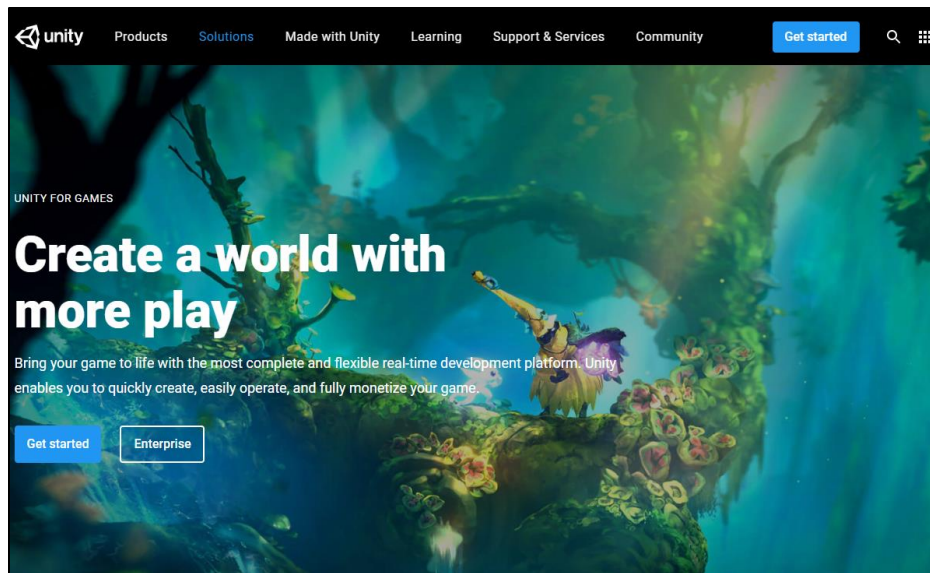 unity Products Solutions Made with Unity Learning Support & Services Community Get started
UNITY FOR GAMES
Create a world with
more play
Bring your game to life with the most complete and flexible real-time development platform. Unity
enables you to quickly create, easily operate, and fully monetize your game.
Get started Enterprise